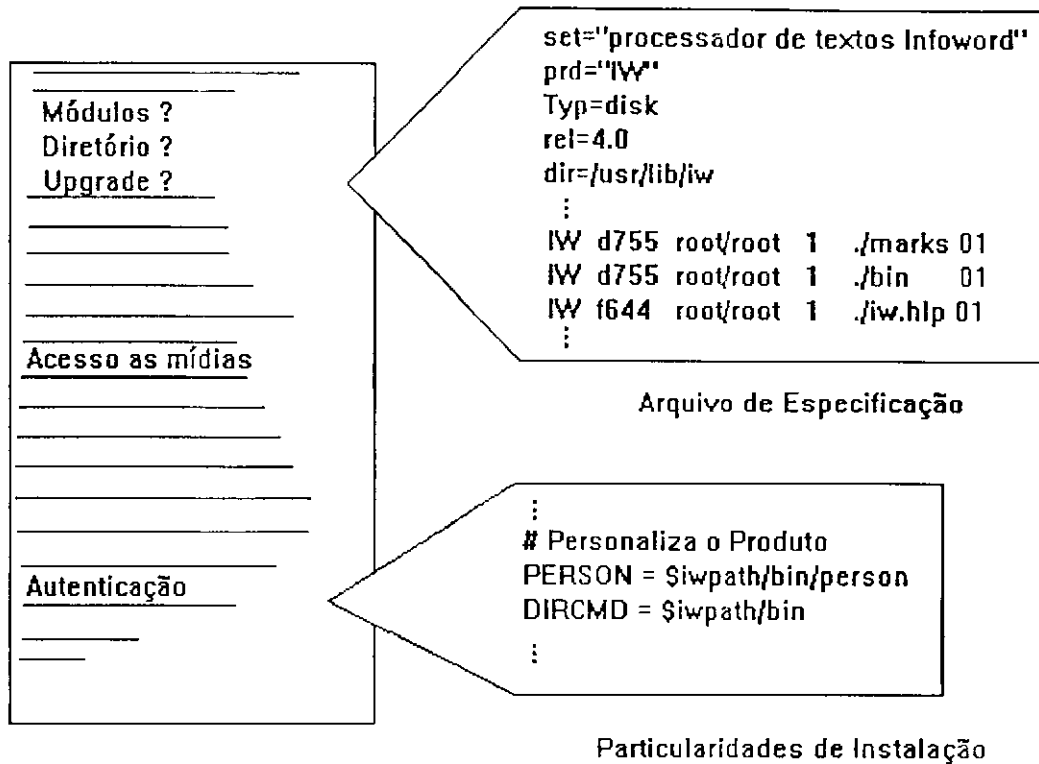 Módulos ?
Diretório ?
Upgrade ?
Acesso as mídias
Autenticação
set="processador de textos Infoword"
prd="IW"
Typ=disk
rel=4.0
dir=/usr/lib/iw
⋮
IW d755 root/root 1 ./marks 01
IW d755 root/root 1 ./bin 01
IW f644 root/root 1 ./iw.hlp 01
⋮
Arquivo de Especificação
⋮
# Personaliza o Produto
PERSON = $iwpath/bin/person
DIRCMD = $iwpath/bin
⋮
Particularidades de Instalação